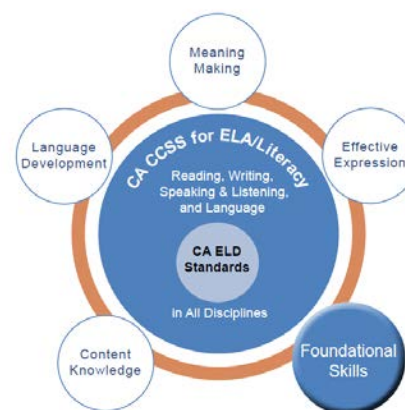 Meaning
Making
Language
Development
Effective
Expression
CA CCSS for ELA/Literacy
Reading, Writing,
Speaking & Listening,
and Language
CA ELD
Standards
in All Disciplines
Content
Knowledge
Foundational
Skills